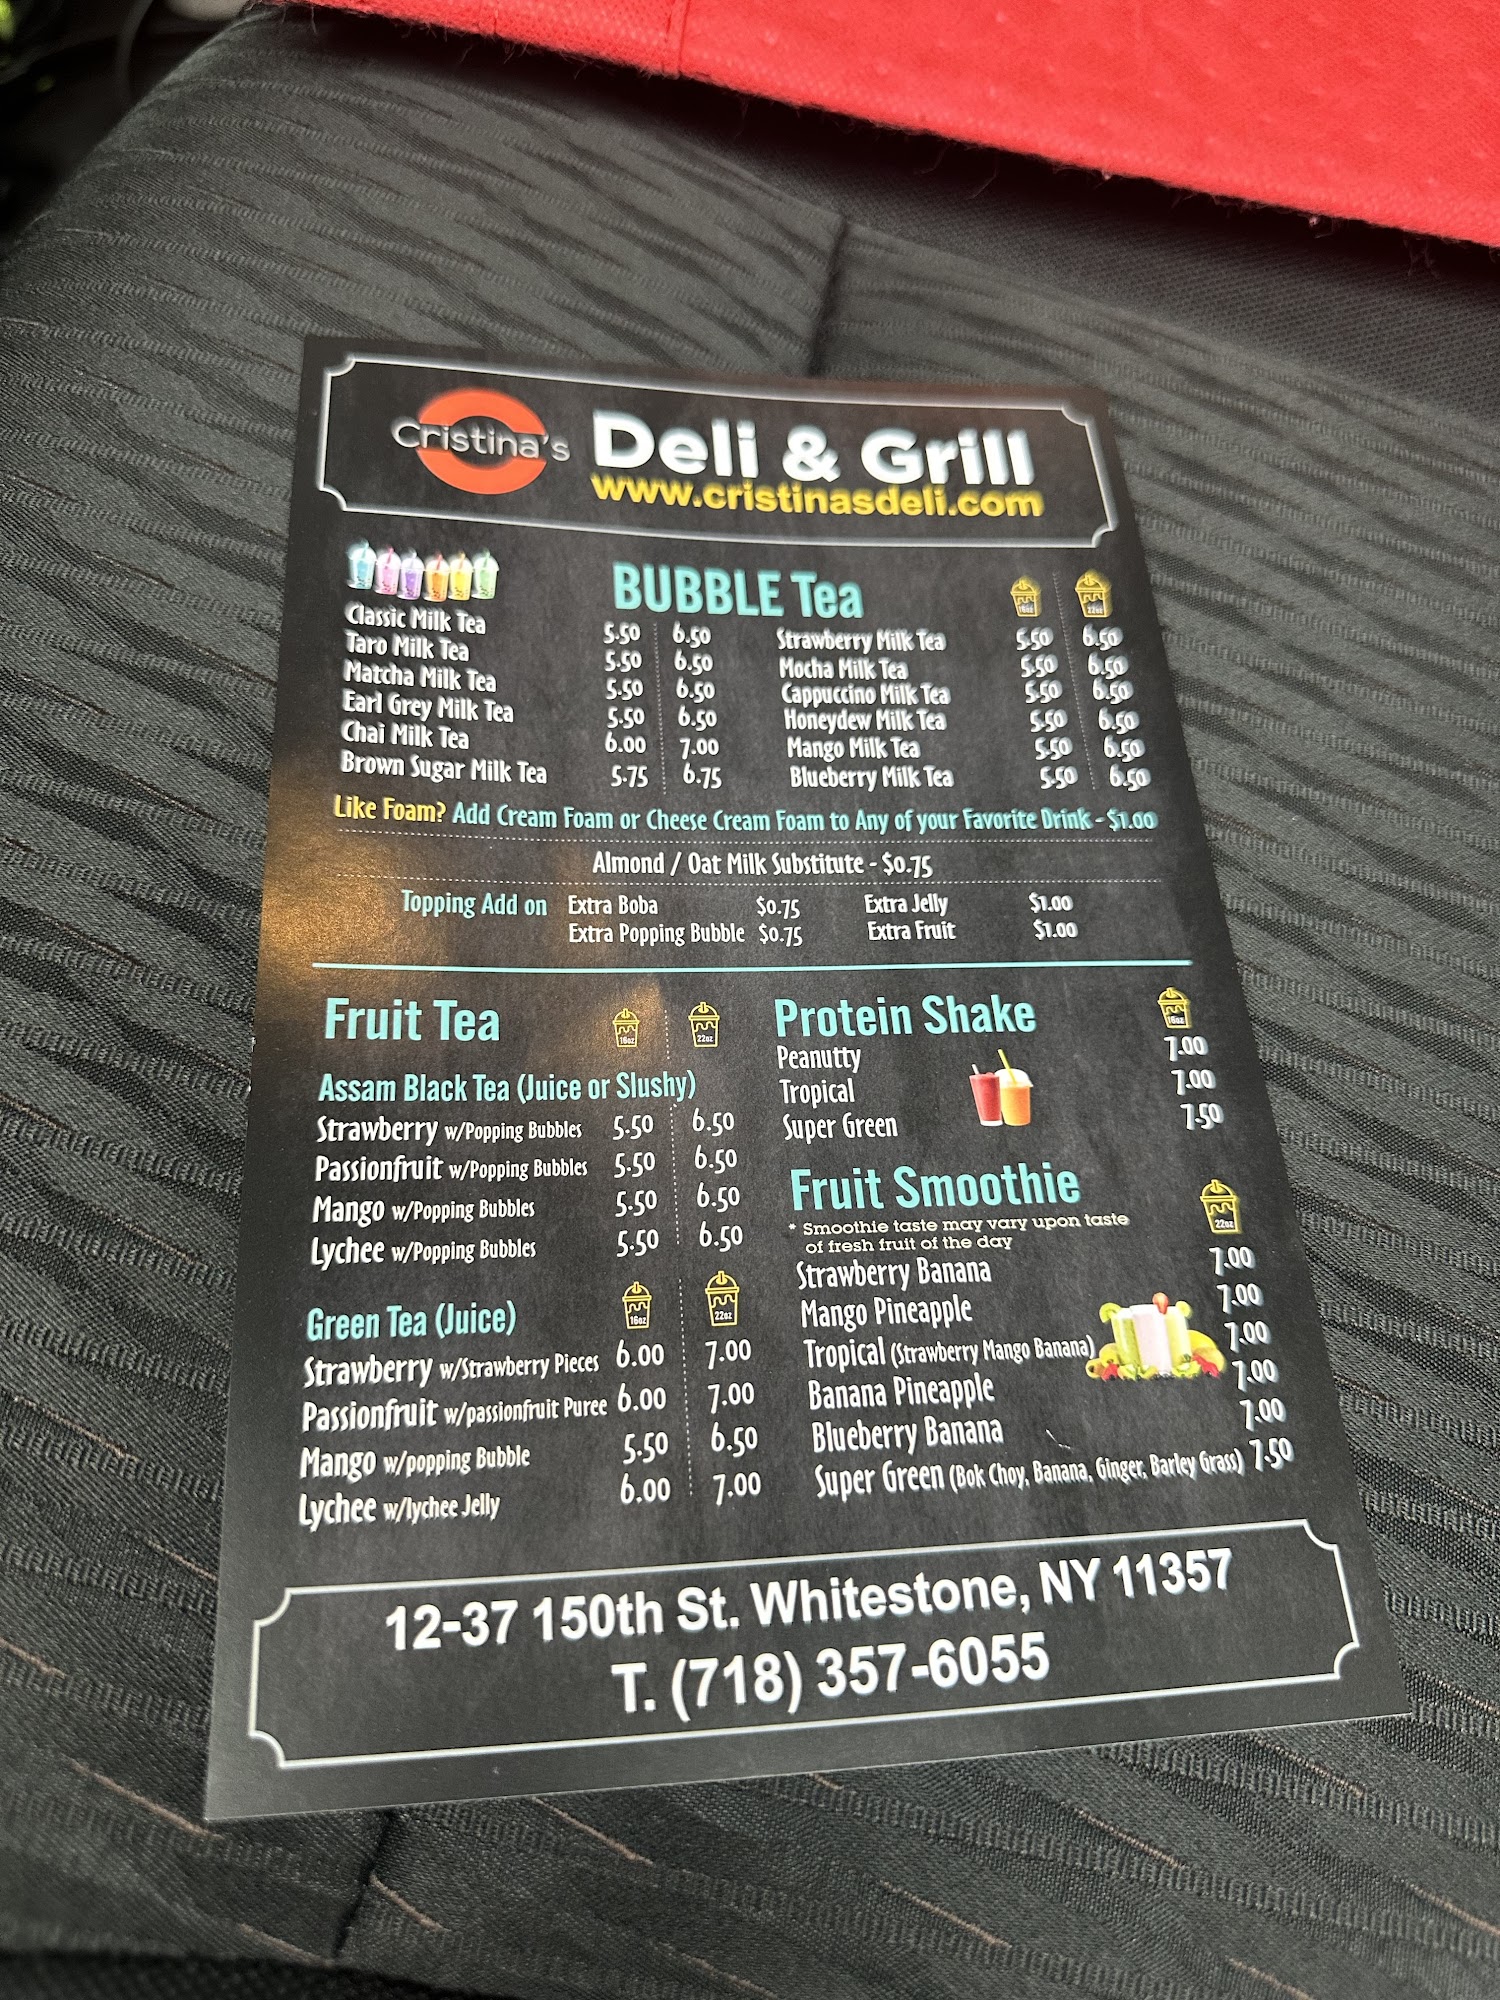 Cristina's Deli & Grill
www.cristinasdeli.com
BUBBLE Tea
16oz 22oz
Classic Milk Tea 5.50 6.50
Taro Milk Tea 5.50 6.50
Matcha Milk Tea 5.50 6.50
Earl Grey Milk Tea 5.50 6.50
Chai Milk Tea 6.00 7.00
Brown Sugar Milk Tea 5.75 6.75
Strawberry Milk Tea 5.50 6.50
Mocha Milk Tea 5.50 6.50
Cappuccino Milk Tea 5.50 6.50
Honeydew Milk Tea 5.50 6.50
Mango Milk Tea 5.50 6.50
Blueberry Milk Tea 5.50 6.50
Like Foam? Add Cream Foam or Cheese Cream Foam to Any of your Favorite Drink - $1.00
Almond / Oat Milk Substitute - $0.75
Topping Add on Extra Boba $0.75 Extra Jelly $1.00
Extra Popping Bubble $0.75 Extra Fruit $1.00
Fruit Tea 16oz 22oz
Assam Black Tea (Juice or Slushy)
Strawberry w/Popping Bubbles 5.50 6.50
Passionfruit w/Popping Bubbles 5.50 6.50
Mango w/Popping Bubbles 5.50 6.50
Lychee w/Popping Bubbles 5.50 6.50
Green Tea (Juice) 16oz 22oz
Strawberry w/Strawberry Pieces 6.00 7.00
Passionfruit w/passionfruit Puree 6.00 7.00
Mango w/popping Bubble 5.50 6.50
Lychee w/lychee Jelly 6.00 7.00
Protein Shake 16oz
Peanutty 7.00
Tropical 7.00
Super Green 7.50
Fruit Smoothie 22oz
* Smoothie taste may vary upon taste
of fresh fruit of the day
Strawberry Banana 7.00
Mango Pineapple 7.00
Tropical (Strawberry Mango Banana) 7.00
Banana Pineapple 7.00
Blueberry Banana 7.00
Super Green (Bok Choy, Banana, Ginger, Barley Grass) 7.50
12-37 150th St. Whitestone, NY 11357
T. (718) 357-6055